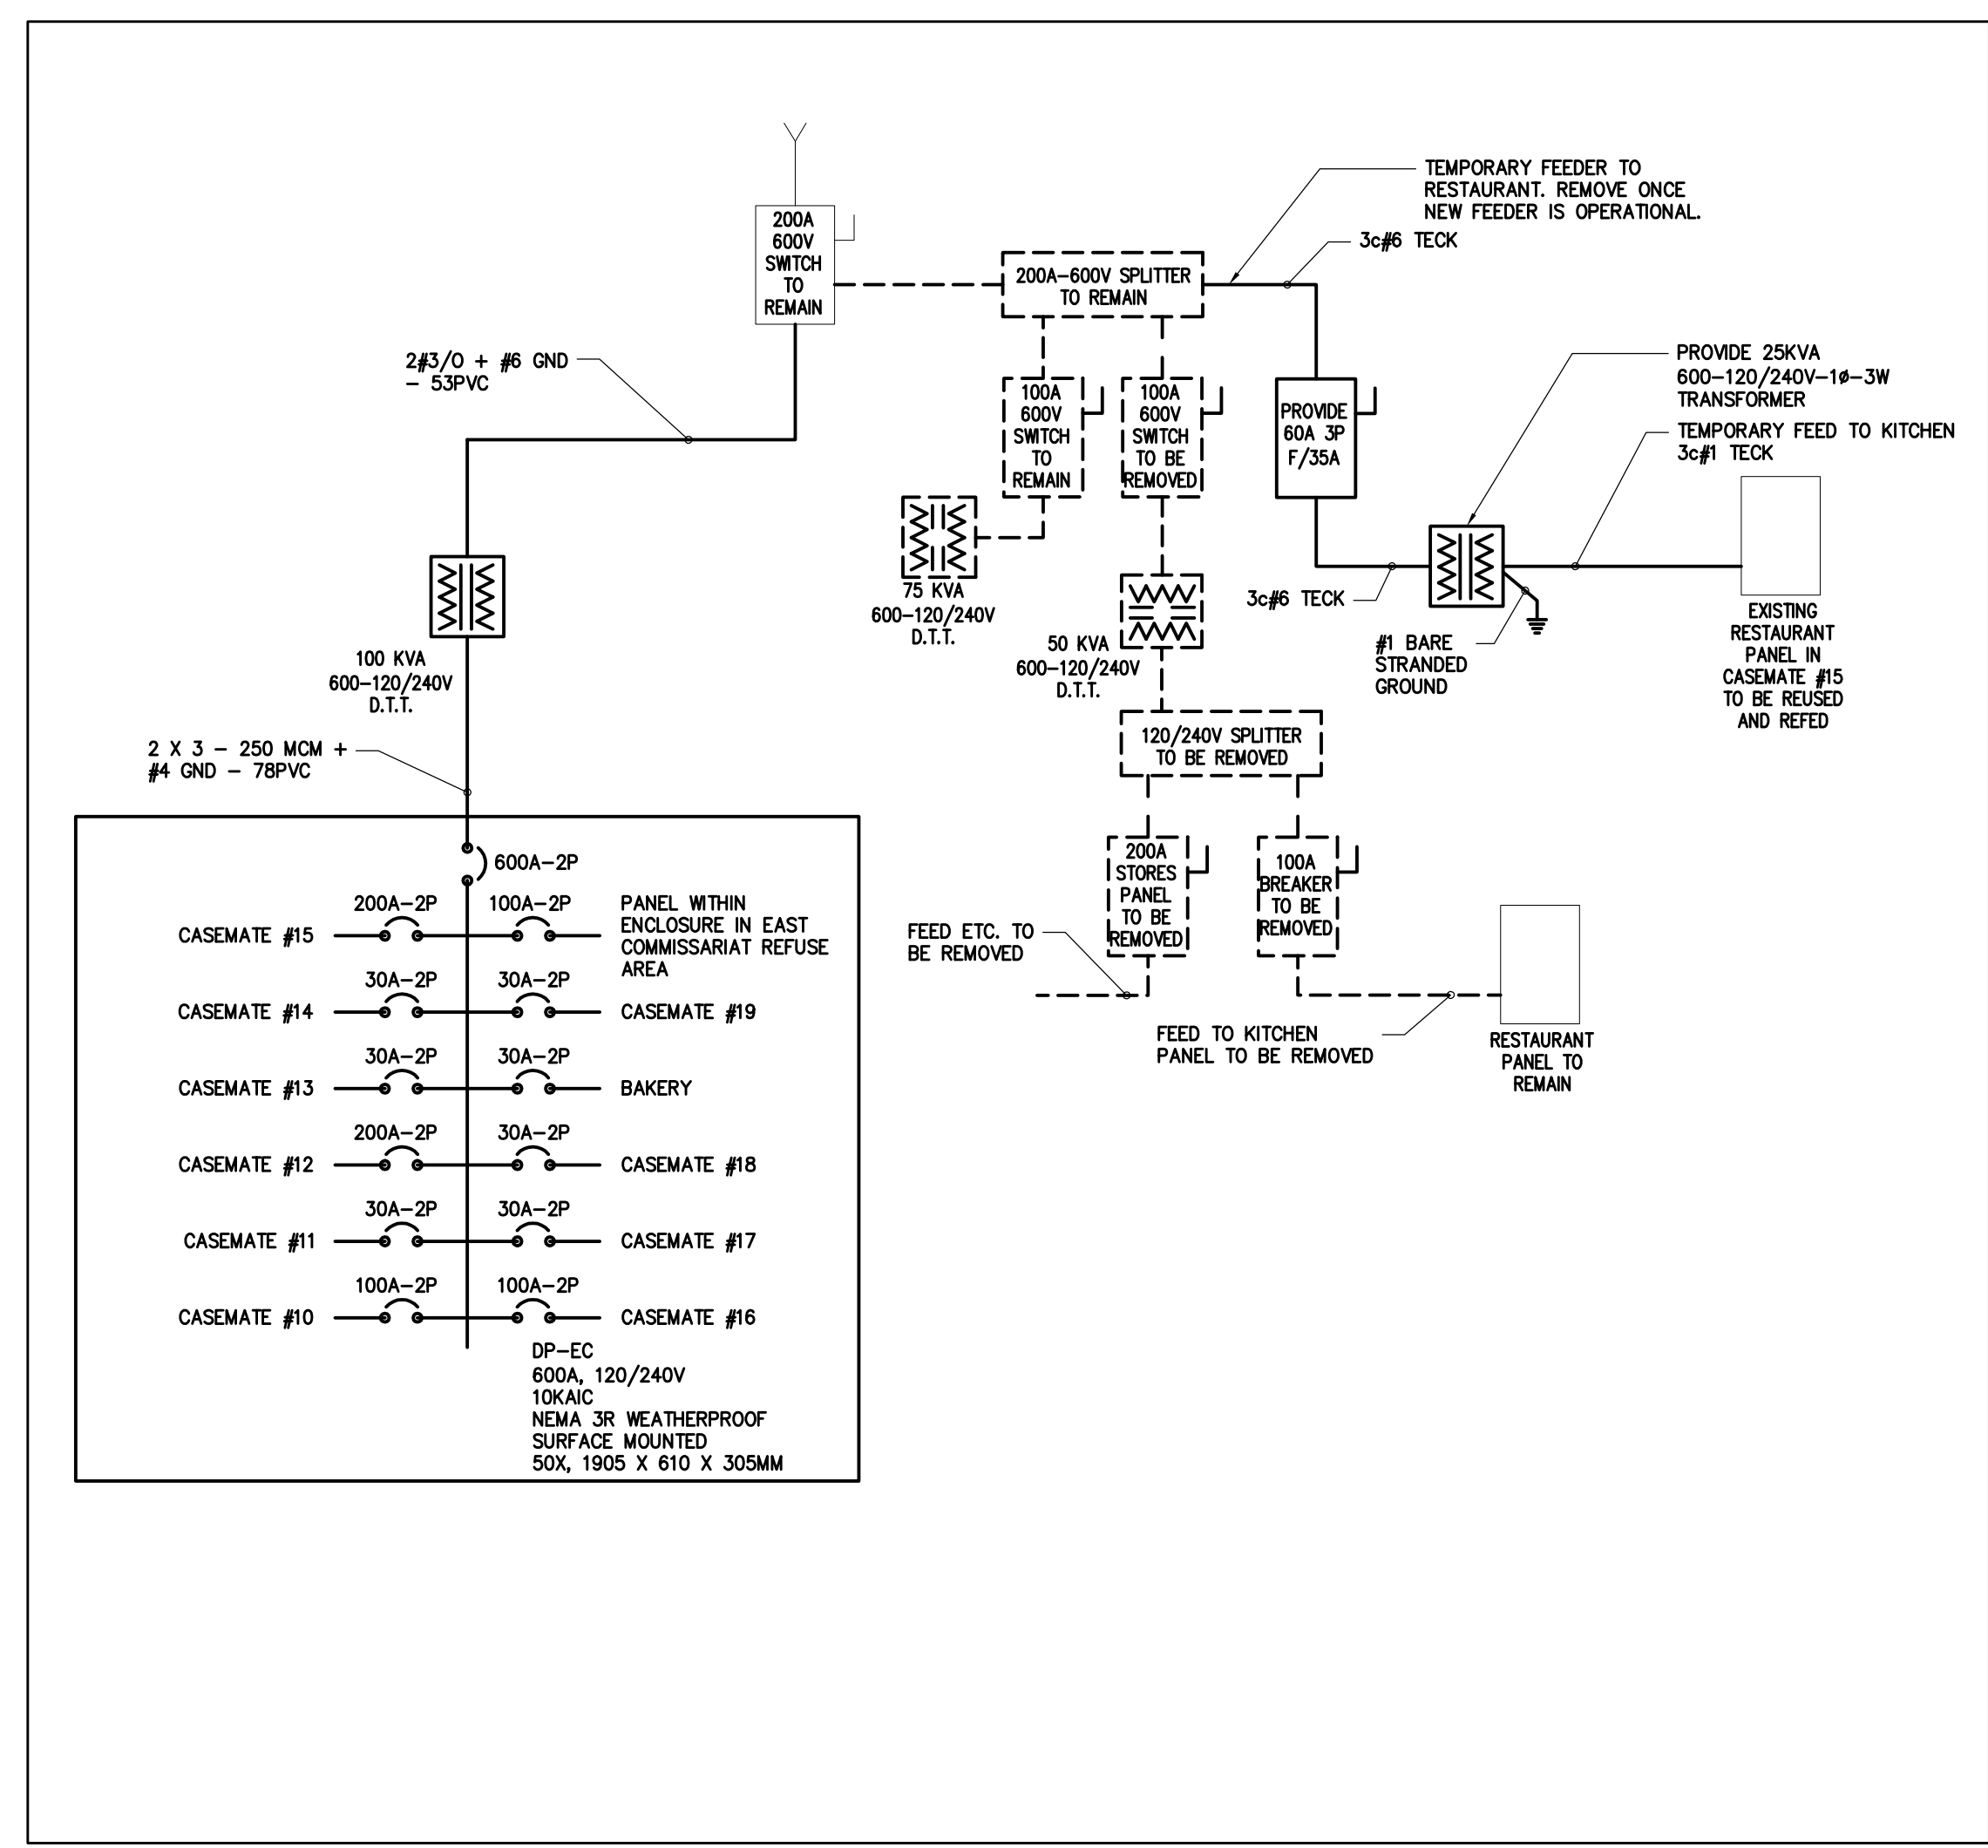 200A
600V
SWITCH
TO
REMAIN
200A-600V SPLITTER
TO REMAIN
TEMPORARY FEEDER TO
RESTAURANT. REMOVE ONCE
NEW FEEDER IS OPERATIONAL.
3c#6 TECK
2#3/0 + #6 GND
- 53PVC
100A
600V
SWITCH
TO
REMAIN
100A
600V
SWITCH
TO BE
REMOVED
PROVIDE
60A 3P
F/35A
PROVIDE 25KVA
600-120/240V-1ø-3W
TRANSFORMER
TEMPORARY FEED TO KITCHEN
3c#1 TECK
75 KVA
600-120/240V
D.T.T.
50 KVA
600-120/240V
D.T.T.
3c#6 TECK
#1 BARE
STRANDED
GROUND
EXISTING
RESTAURANT
PANEL IN
CASEMATE #15
TO BE REUSED
AND REFED
100 KVA
600-120/240V
D.T.T.
2 X 3 - 250 MCM +
#4 GND - 78PVC
120/240V SPLITTER
TO BE REMOVED
200A
STORES
PANEL
TO BE
REMOVED
100A
BREAKER
TO BE
REMOVED
FEED ETC. TO
BE REMOVED
FEED TO KITCHEN
PANEL TO BE REMOVED
RESTAURANT
PANEL TO
REMAIN
600A-2P
200A-2P 100A-2P
CASEMATE #15
PANEL WITHIN
ENCLOSURE IN EAST
COMMISSARIAT REFUSE
AREA
30A-2P 30A-2P
CASEMATE #14 CASEMATE #19
30A-2P 30A-2P
CASEMATE #13 BAKERY
200A-2P 30A-2P
CASEMATE #12 CASEMATE #18
30A-2P 30A-2P
CASEMATE #11 CASEMATE #17
100A-2P 100A-2P
CASEMATE #10 CASEMATE #16
DP-EC
600A, 120/240V
10KAIC
NEMA 3R WEATHERPROOF
SURFACE MOUNTED
50X, 1905 X 610 X 305MM